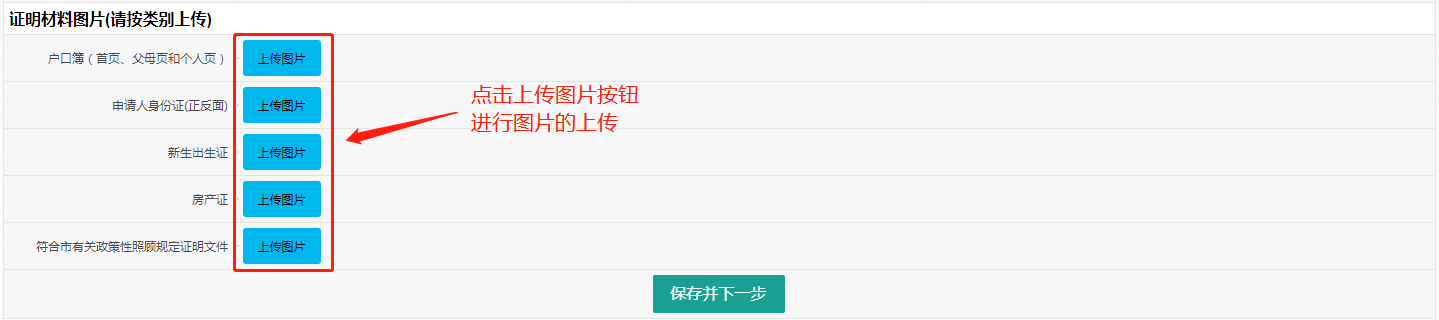 证明材料图片(请按类别上传)
户口簿（首页、父母页和个人页） 上传图片
申请人身份证(正反面) 上传图片
点击上传图片按钮
进行图片的上传
新生出生证 上传图片
房产证 上传图片
符合市有关政策性照顾规定证明文件 上传图片
保存并下一步